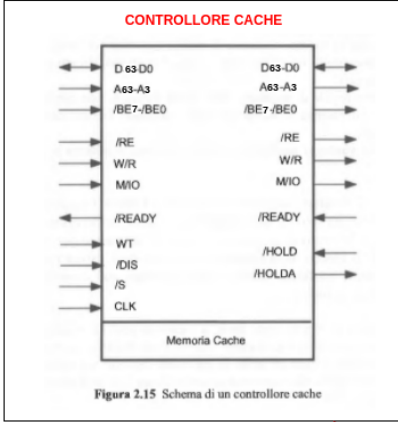 CONTROLLORE CACHE
D 63-D0 D63-D0
A63-A3 A63-A3
/BE7-/BE0 /BE7-/BE0
/RE /RE
W/R W/R
M/IO M/IO
/READY /READY
WT
/HOLD
/DIS
/HOLDA
/S
CLK
Memoria Cache
Figura 2.15 Schema di un controllore cache